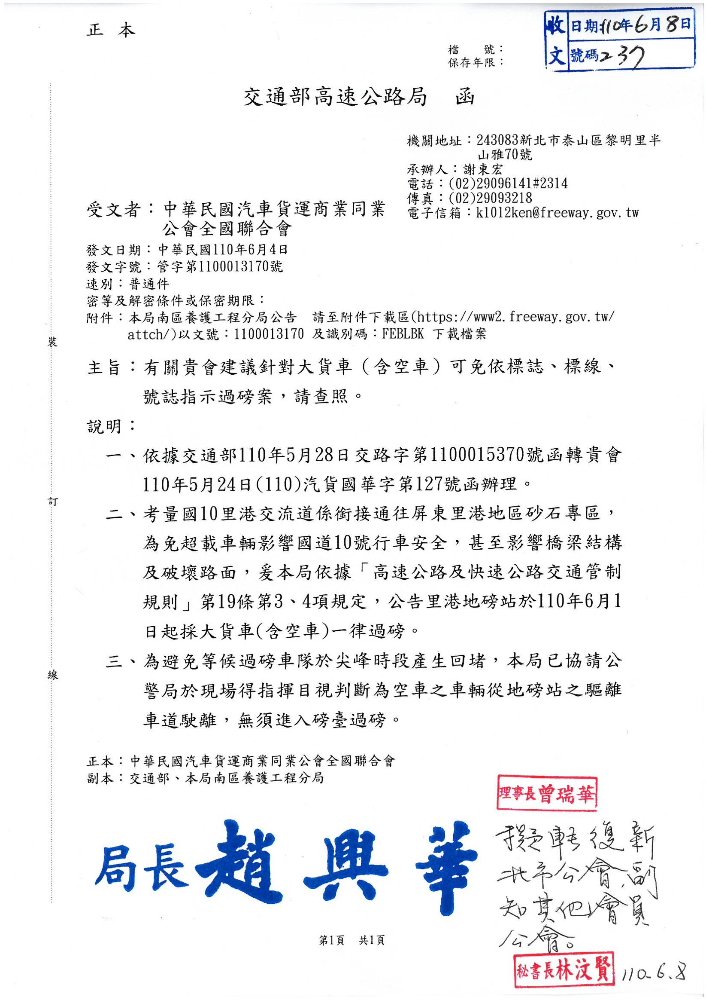 正本
收文
日期:110年6月8日
號碼237
檔　　號：
保存年限：
交通部高速公路局　函
機關地址：243083新北市泰山區黎明里半
山雅70號
承辦人：謝東宏
電話：(02)29096141#2314
傳真：(02)29093218
電子信箱：k1012ken@freeway.gov.tw
受文者：中華民國汽車貨運商業同業
公會全國聯合會
發文日期：中華民國110年6月4日
發文字號：管字第1100013170號
速別：普通件
密等及解密條件或保密期限：
附件：本局南區養護工程分局公告　請至附件下載區(https://www2.freeway.gov.tw/
attch/)以文號：1100013170 及識別碼：FEBLBK 下載檔案
主旨：有關貴會建議針對大貨車（含空車）可免依標誌、標線、
號誌指示過磅案，請查照。
說明：
一、依據交通部110年5月28日交路字第1100015370號函轉貴會
110年5月24日(110)汽貨國華字第127號函辦理。
二、考量國10里港交流道係銜接通往屏東里港地區砂石專區，
為免超載車輛影響國道10號行車安全，甚至影響橋梁結構
及破壞路面，爰本局依據「高速公路及快速公路交通管制
規則」第19條第3、4項規定，公告里港地磅站於110年6月1
日起採大貨車(含空車)一律過磅。
三、為避免等候過磅車隊於尖峰時段產生回堵，本局已協請公
警局於現場得指揮目視判斷為空車之車輛從地磅站之驅離
車道駛離，無須進入磅臺過磅。
正本：中華民國汽車貨運商業同業公會全國聯合會
副本：交通部、本局南區養護工程分局
局長趙興華
理事長曾瑞華
擬轉復新
北市公會,副
知其他會員
公會。
秘書長林汶賢 110.6.8
第1頁　共1頁
裝
訂
線